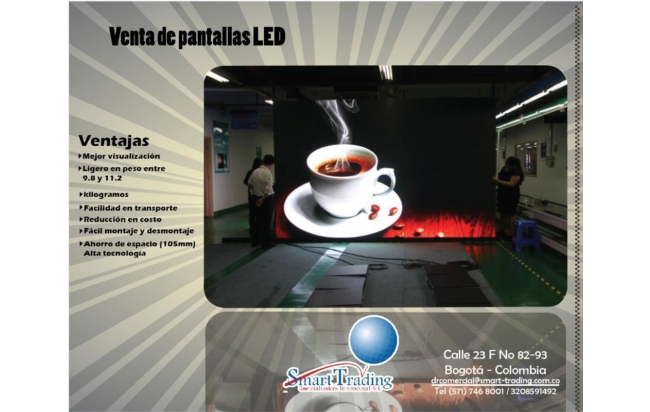 Venta de pantallas LED
Ventajas
Mejor visualización
Ligero en peso entre
9.8 y 11.2
kilogramos
Facilidad en transporte
Reducción en costo
Fácil montaje y desmontaje
Ahorro de espacio (105mm)
Alta tecnología
Smart Trading
Comercializadora Internacional S.A
Calle 23 F No 82-93
Bogotá - Colombia
drcomercial@smart-trading.com.co
Tel (571) 746 8001 / 3208591492